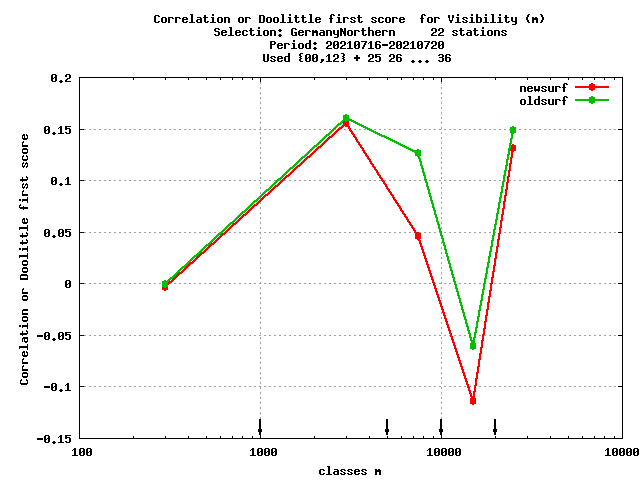 Correlation or Doolittle first score  for Visibility (m)
Selection: GermanyNorthern     22 stations
Period: 20210716-20210720
Used {00,12} + 25 26 ... 36
newsurf
oldsurf
Correlation or Doolittle first score
0.2
0.15
0.1
0.05
0
-0.05
-0.1
-0.15
100
1000
10000
10000
classes m